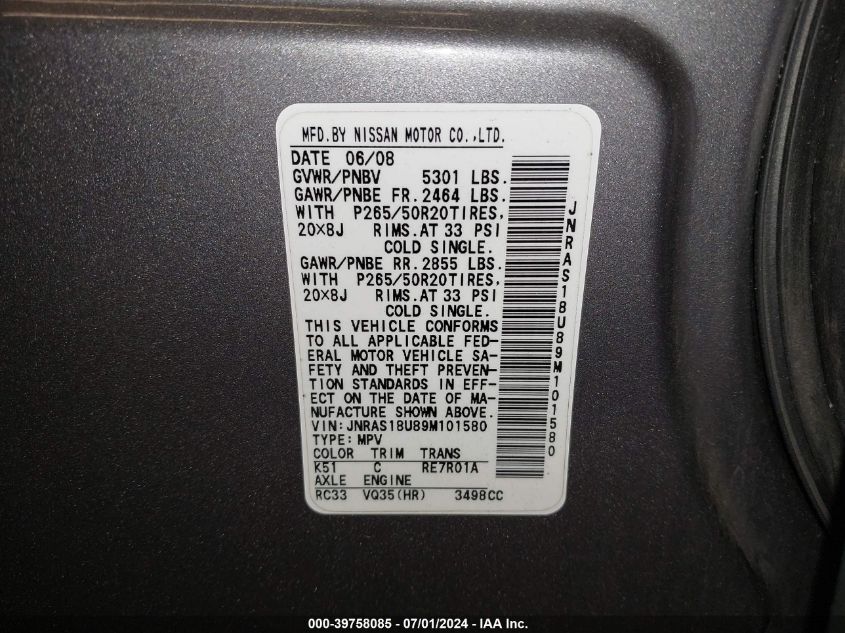 MFD.BY NISSAN MOTOR CO.,LTD.
DATE 06/08
GVWR/PNBV 5301 LBS.
GAWR/PNBE FR. 2464 LBS.
WITH P265/50R20TIRES,
20×8J RIMS.AT 33 PSI
COLD SINGLE.
GAWR/PNBE RR. 2855 LBS.
WITH P265/50R20TIRES,
20×8J RIMS.AT 33 PSI
COLD SINGLE.
THIS VEHICLE CONFORMS
TO ALL APPLICABLE FED-
ERAL MOTOR VEHICLE SA-
FETY AND THEFT PREVEN-
TION STANDARDS IN EFF-
ECT ON THE DATE OF MA-
NUFACTURE SHOWN ABOVE.
VIN:JNRAS18U89M101580
TYPE:MPV
COLOR TRIM TRANS
K51 C RE7R01A
AXLE ENGINE
RC33 VQ35(HR) 3498CC
JNRAS18U89M101580
000-39758085 - 07/01/2024 - IAA Inc.